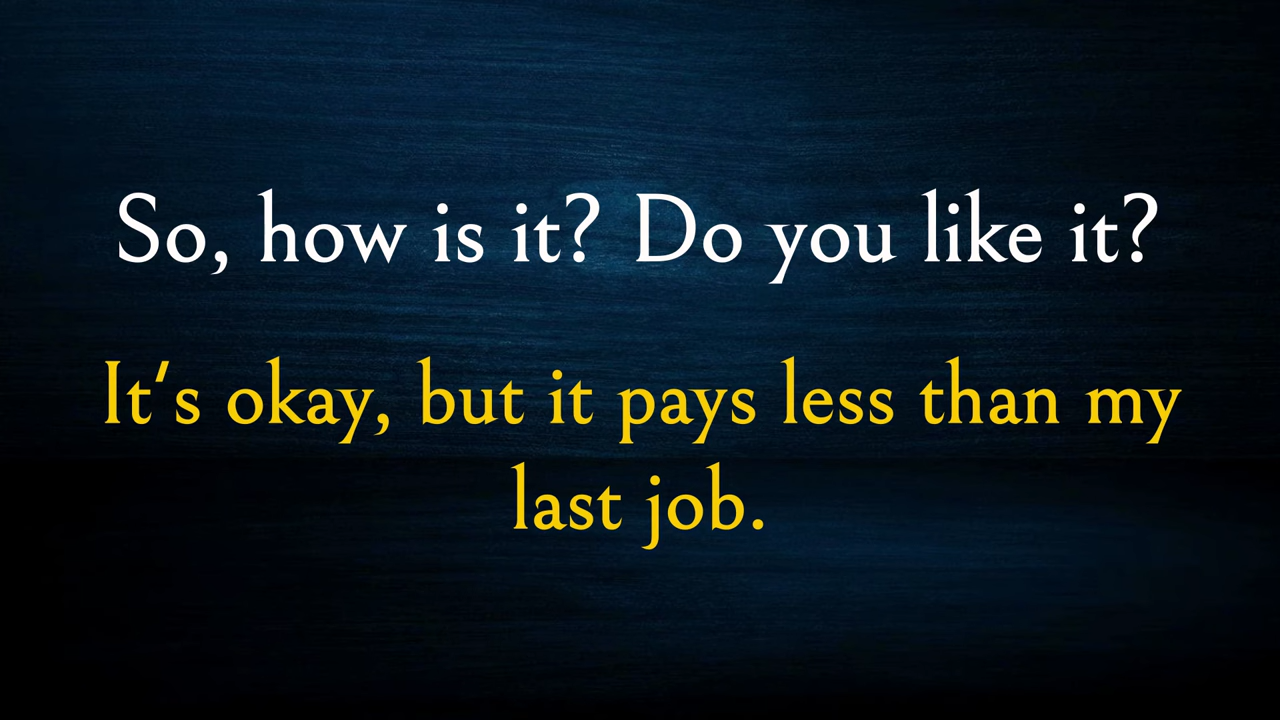 So, how is it? Do you like it?
It's okay, but it pays less than my
last job.